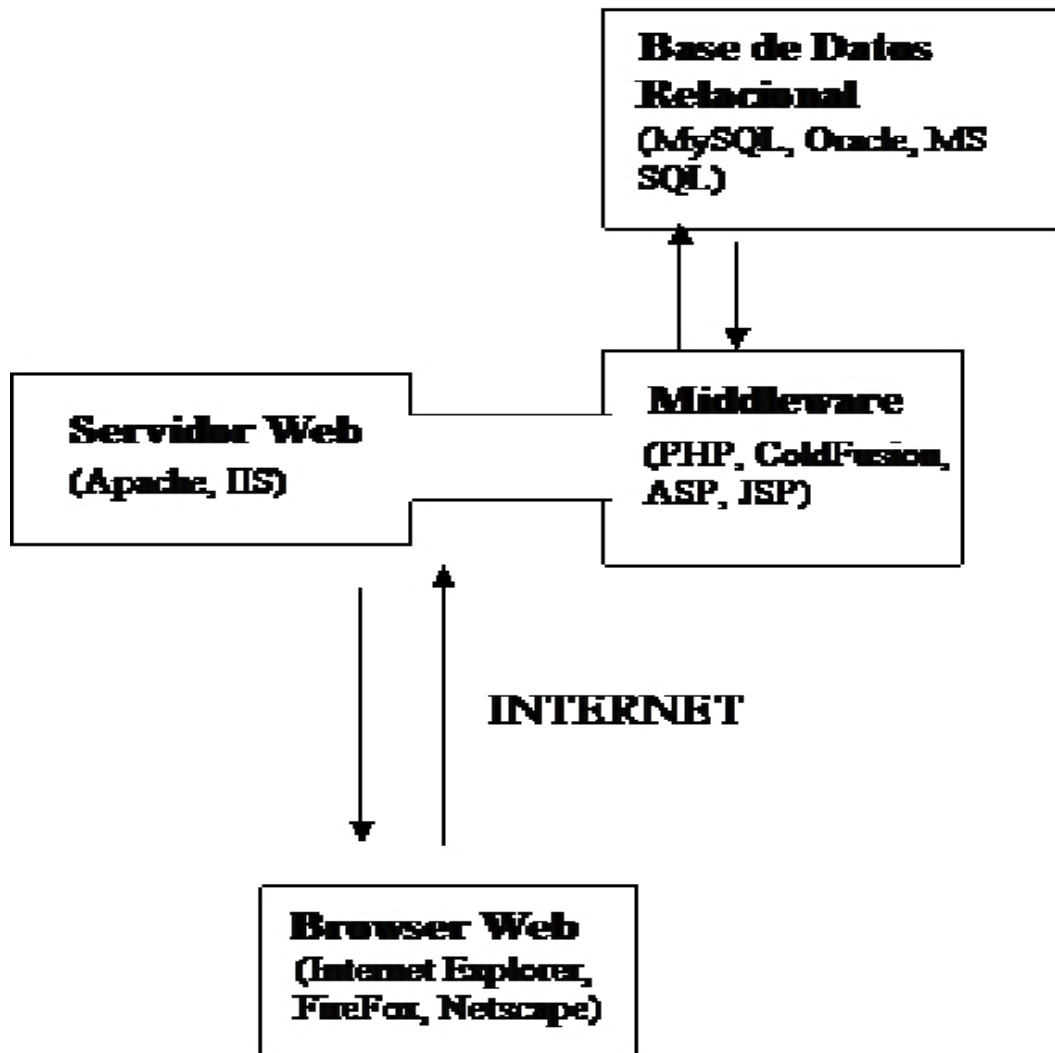 Base de Datos
Relacional
(MySQL, Oracle, MS
SQL)
Servidor Web
(Apache, IIS)
Middleware
(PHP, ColdFusion,
ASP, JSP)
INTERNET
Browser Web
(Internet Explorer,
FireFox, Netscape)